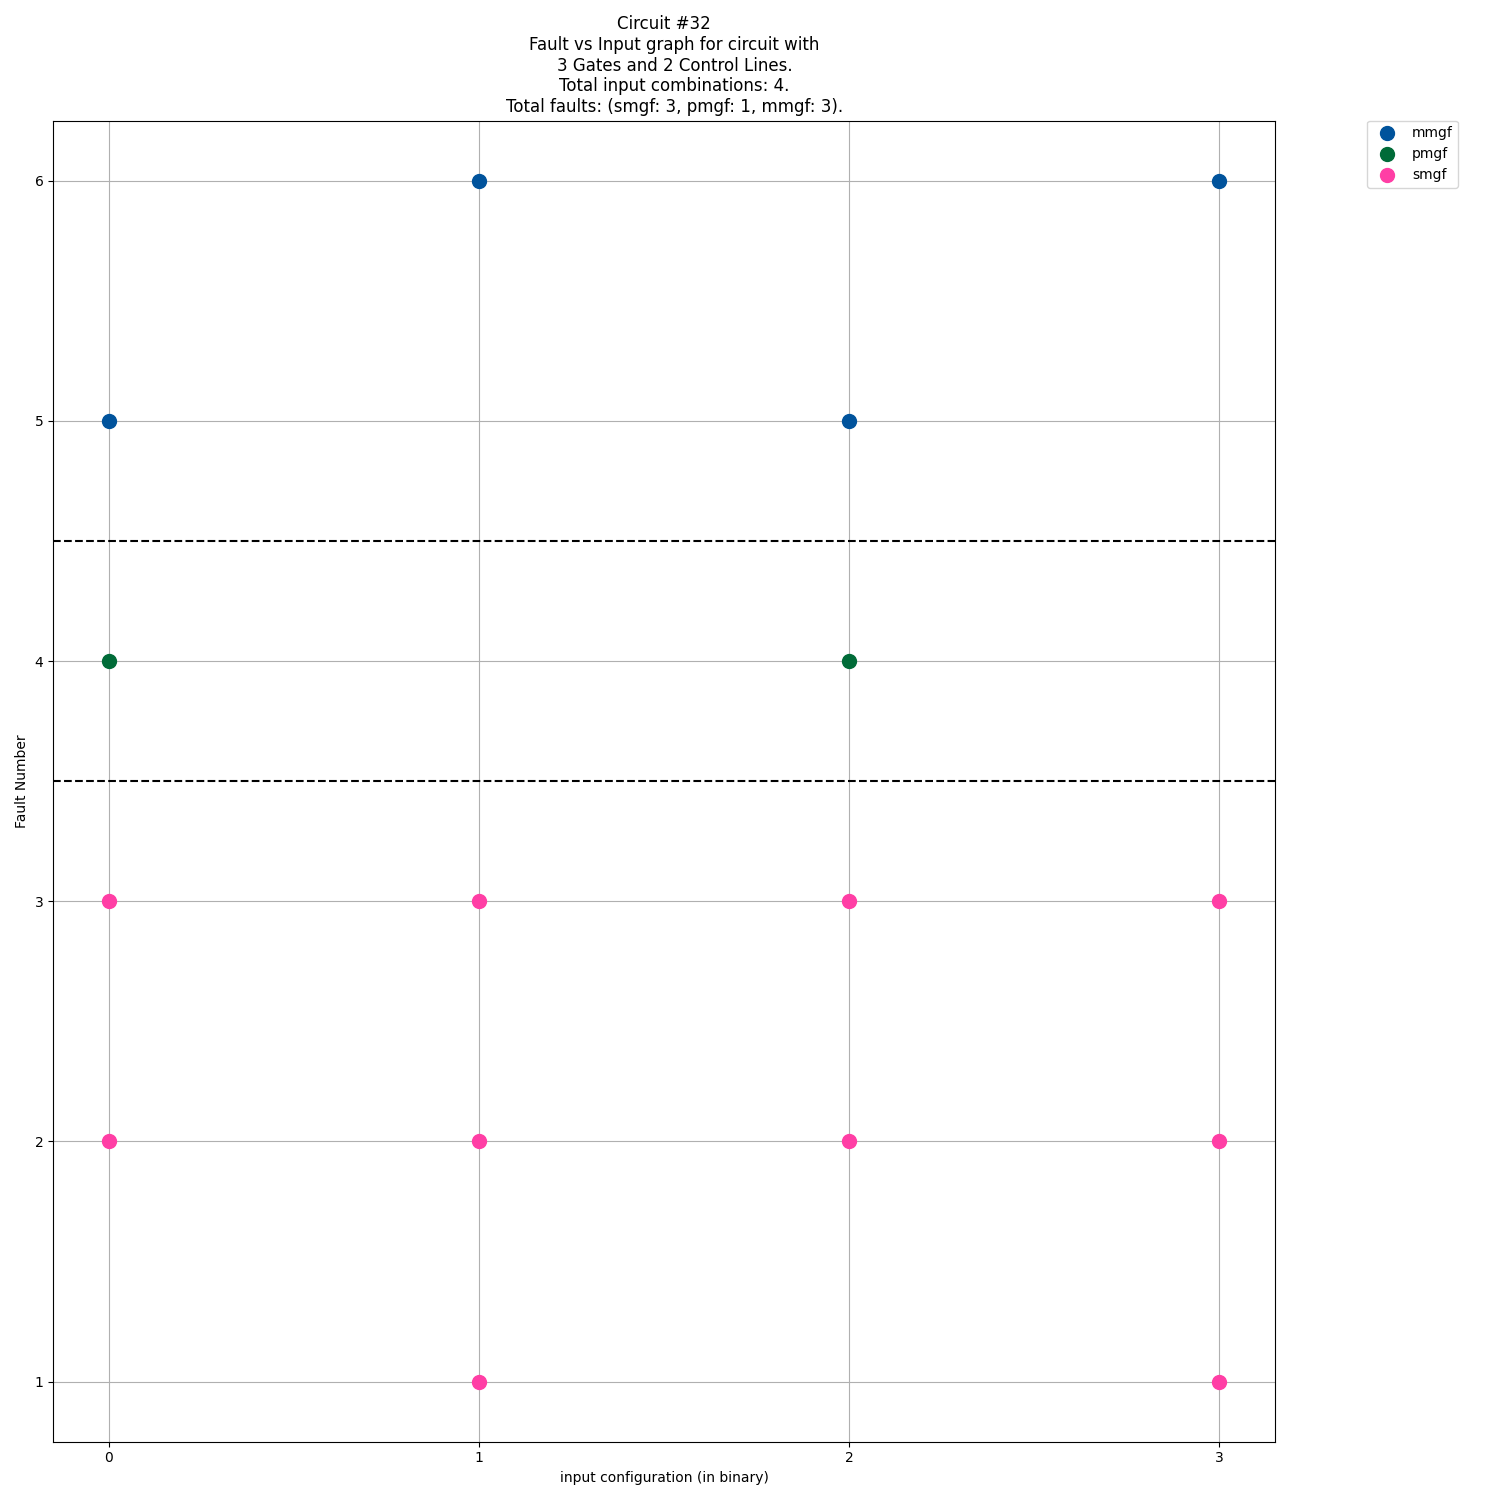 Circuit #32
Fault vs Input graph for circuit with
3 Gates and 2 Control Lines.
Total input combinations: 4.
Total faults: (smgf: 3, pmgf: 1, mmgf: 3).
mmgf
pmgf
smgf
6
5
4
3
2
1
Fault Number
0 1 2 3
input configuration (in binary)